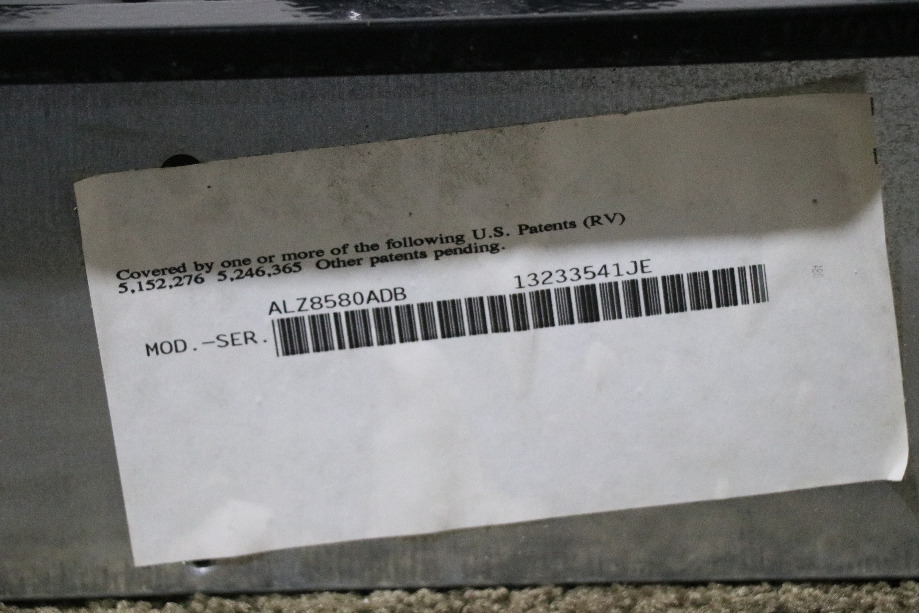 Covered by one or more of the following U.S. Patents (RV)
5,152,276 5,246,365 Other patents pending.
ALZ8580ADB 13233541JE
MOD.-SER.